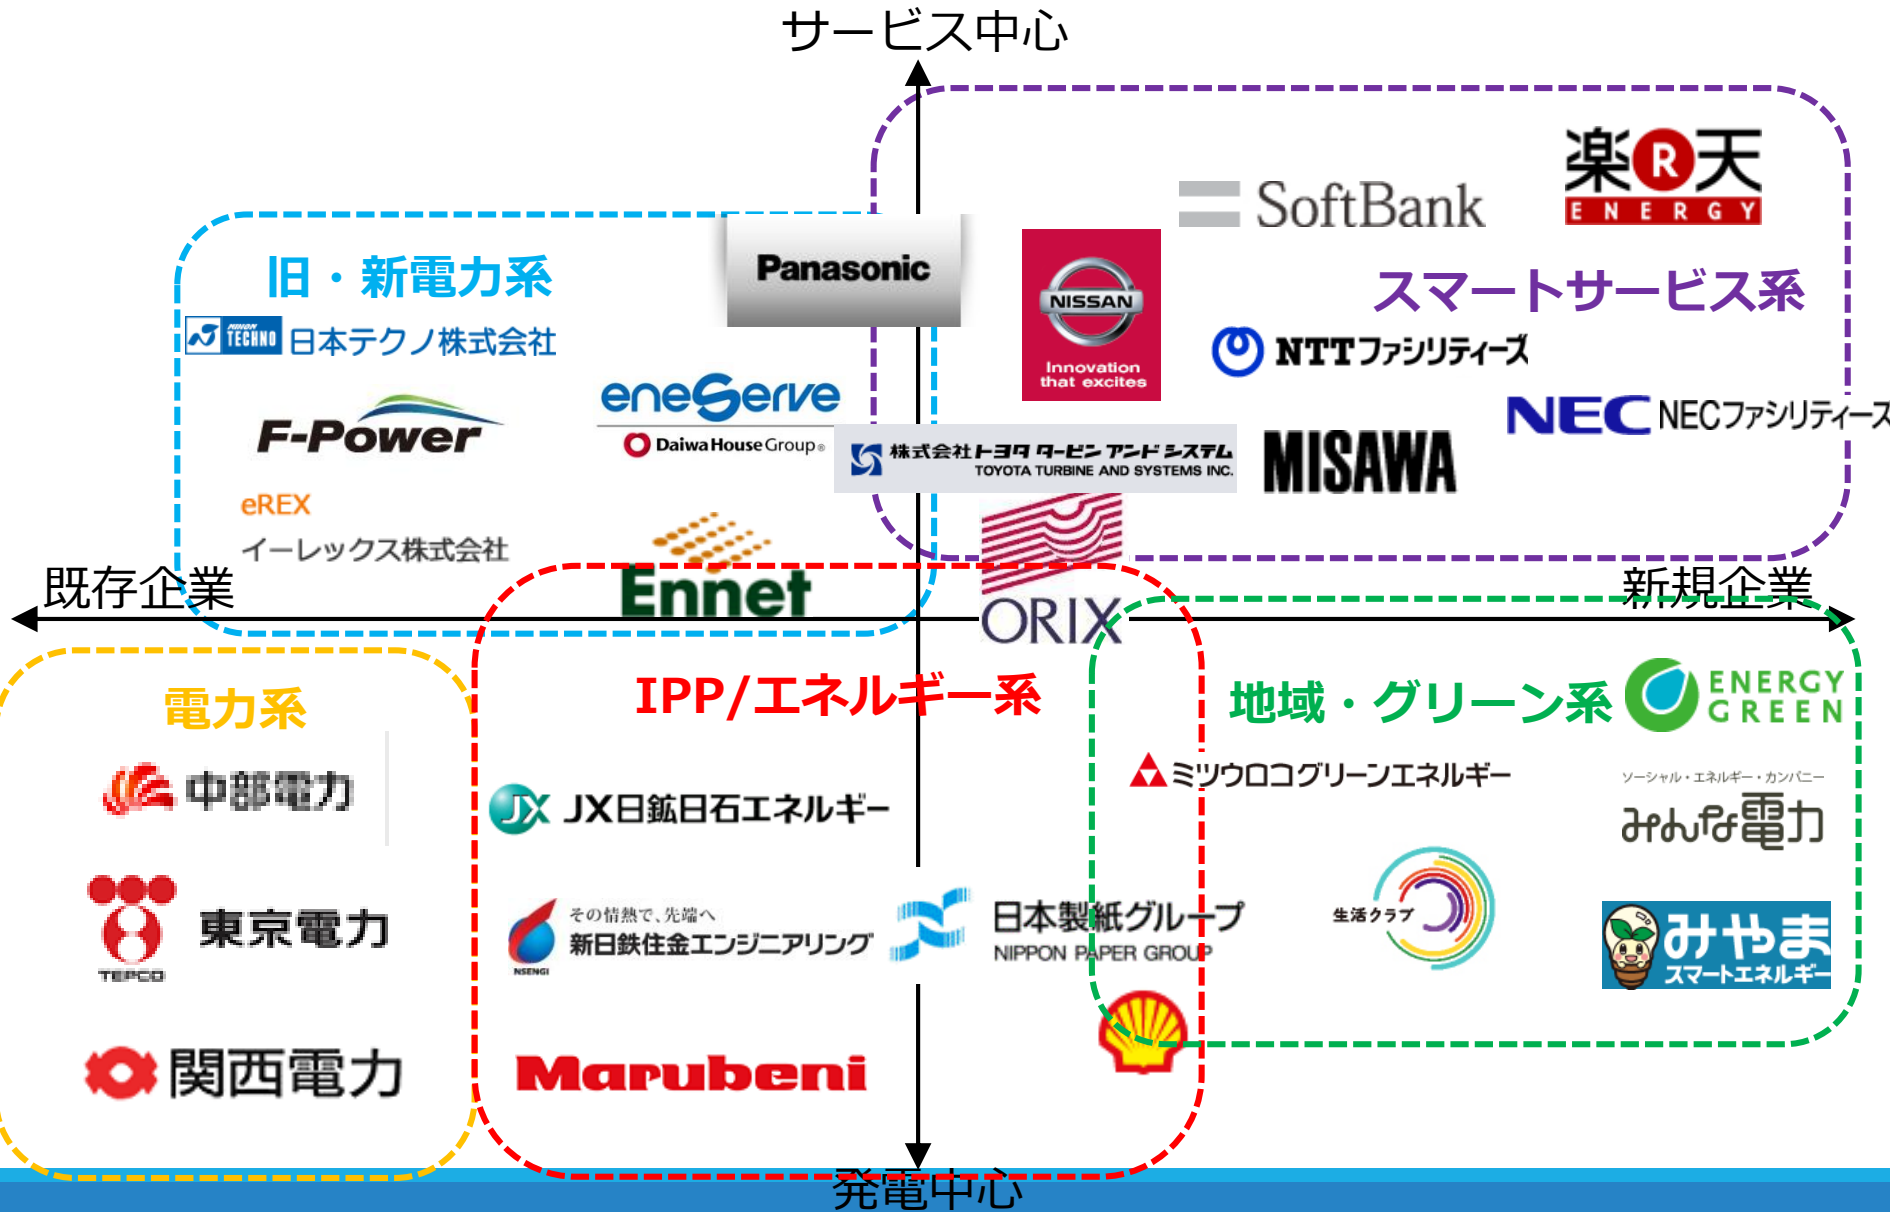 サービス中心
楽R天
ENERGY
SoftBank
旧・新電力系
Panasonic
スマートサービス系
NISSAN
Innovation
that excites
NIHON
TECHNO 日本テクノ株式会社
NTTファシリティーズ
eneServe
DaiwaHouseGroup®
F-Power
NEC NECファシリティーズ
株式会社トヨタタービンアンドシステム
TOYOTA TURBINE AND SYSTEMS INC.
MISAWA
eREX
イーレックス株式会社
Ennet
ORIX
既存企業
新規企業
電力系
IPP/エネルギー系
地域・グリーン系
ENERGY
GREEN
中部電力
JX JX日鉱日石エネルギー
ミツウロコグリーンエネルギー
ソーシャル・エネルギー・カンパニー
みんな電力
東京電力
TEPCO
その情熱で、先端へ
新日鉄住金エンジニアリング
NSENGI
日本製紙グループ
NIPPON PAPER GROUP
生活クラブ
みやま
スマートエネルギー
関西電力
Marubeni
発電中心